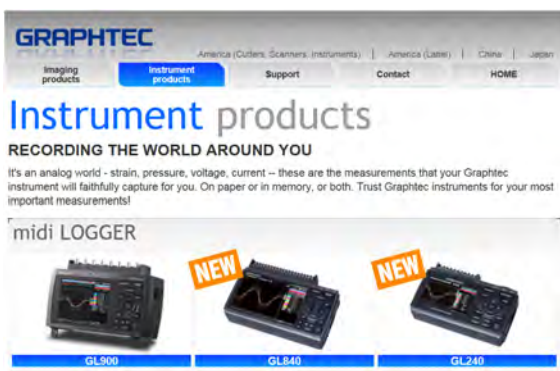 GRAPHTEC
America (Cutters, Scanners, Instruments) | America (Label) | China | Japan
Imaging products
Instrument products
Support
Contact
HOME
Instrument products
RECORDING THE WORLD AROUND YOU
It's an analog world - strain, pressure, voltage, current -- these are the measurements that your Graphtec
instrument will faithfully capture for you. On paper or in memory, or both. Trust Graphtec instruments for your most
important measurements!
midi LOGGER
NEW
NEW
GL900
GL840
GL240